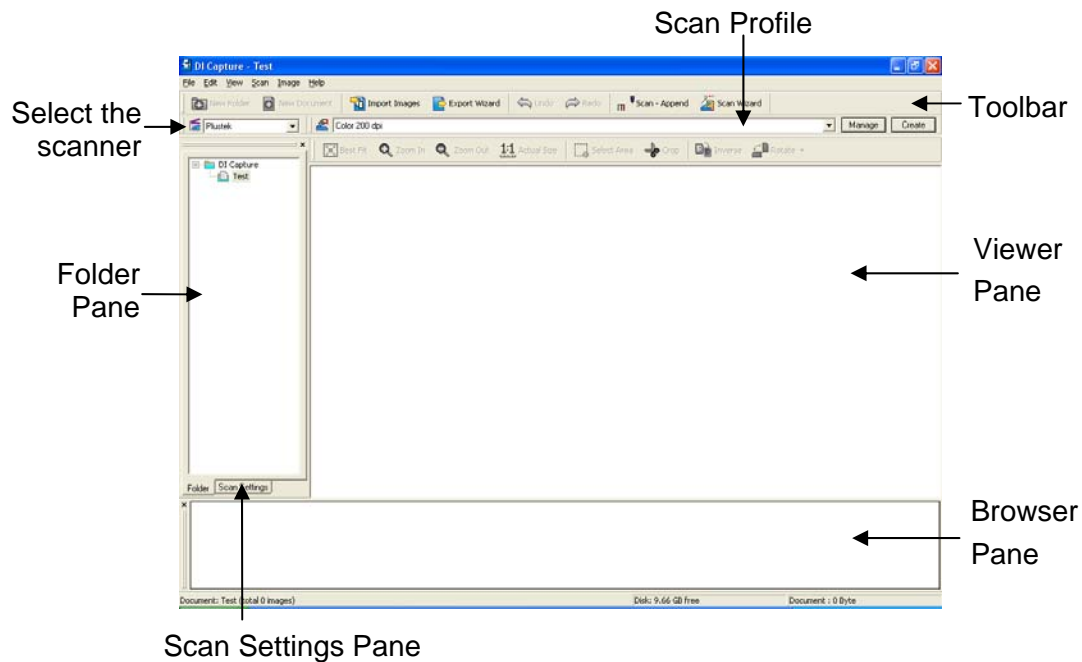 Scan Profile
DI Capture - Test
File Edit View Scan Image Help
New Folder New Document Import Images Export Wizard Undo Redo Scan - Append Scan Wizard
Toolbar
Select the
scanner
Plustek Color 200 dpi Manage Create
Best Fit Zoom In Zoom Out 1:1 Actual Size Select Area Crop Inverse Rotate
DI Capture
Test
Folder
Pane
Viewer
Pane
Folder Scan Settings
Browser
Pane
Document: Test (total 0 images) Disk: 9.66 GB free Document : 0 Byte
Scan Settings Pane